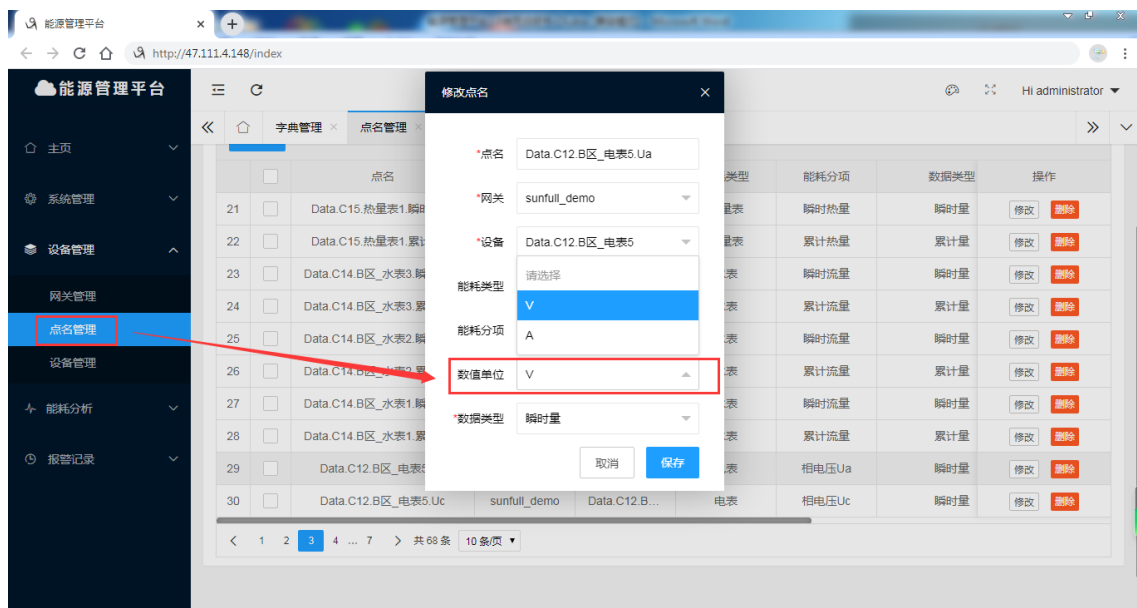 能源管理平台
http://47.111.4.148/index
能源管理平台
Hi administrator
字典管理
点名管理
主页
系统管理
设备管理
网关管理
点名管理
设备管理
能耗分析
报警记录
点名
类型
能耗分项
数据类型
操作
21 Data.C15.热量表1.瞬时 量表 瞬时热量 瞬时量 修改 删除
22 Data.C15.热量表1.累计 量表 累计热量 累计量 修改 删除
23 Data.C14.B区_水表3.瞬 表 瞬时流量 瞬时量 修改 删除
24 Data.C14.B区_水表3.累 表 累计流量 累计量 修改 删除
25 Data.C14.B区_水表2.瞬 表 瞬时流量 瞬时量 修改 删除
26 Data.C14.B区_水表2.累 表 累计流量 累计量 修改 删除
27 Data.C14.B区_水表1.瞬 表 瞬时流量 瞬时量 修改 删除
28 Data.C14.B区_水表1.累 表 累计流量 累计量 修改 删除
29 Data.C12.B区_电表5 表 相电压Ua 瞬时量 修改 删除
30 Data.C12.B区_电表5.Uc sunfull_demo Data.C12.B... 电表 相电压Uc 瞬时量 修改 删除
1 2 3 4 ... 7 共68条 10条/页
修改点名
*点名 Data.C12.B区_电表5.Ua
*网关 sunfull_demo
*设备 Data.C12.B区_电表5
能耗类型
请选择
V
能耗分项
A
数值单位 V
*数据类型 瞬时量
取消 保存